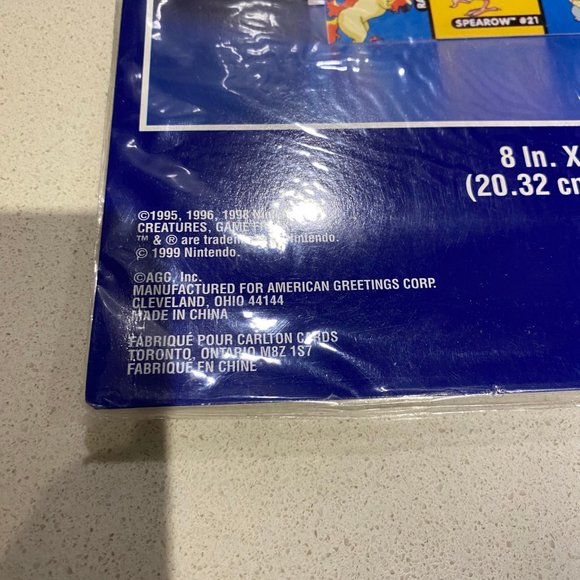 SPEAROW™ #21
8 In. X
(20.32 cm
©1995, 1996, 1998
CREATURES,
™ & ® are Nintendo.
© 1999 Nintendo.
©AGC, Inc.
MANUFACTURED FOR AMERICAN GREETINGS CORP.
CLEVELAND, OHIO 44144
MADE IN CHINA
FABRIQUÉ POUR CARLTON CARDS
TORONTO, ONTARIO M8Z 1S7
FABRIQUÉ EN CHINE